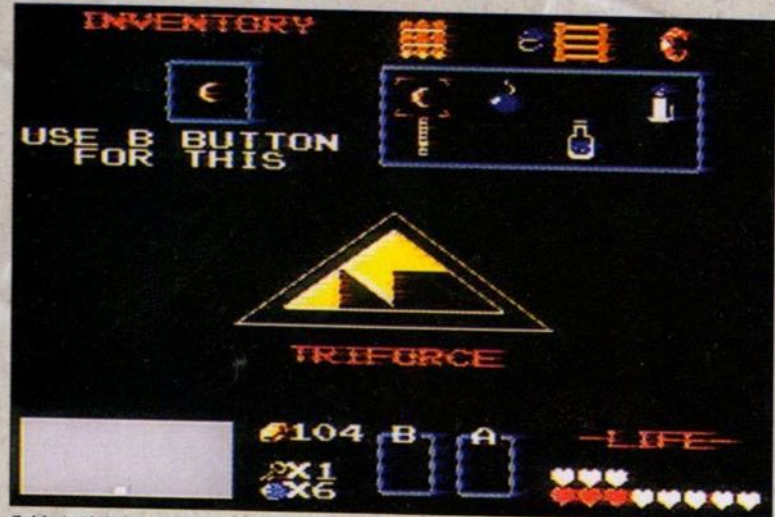 INVENTORY
USE B BUTTON
FOR THIS
TRIFORCE
104
X1
X6
B
A
-LIFE-